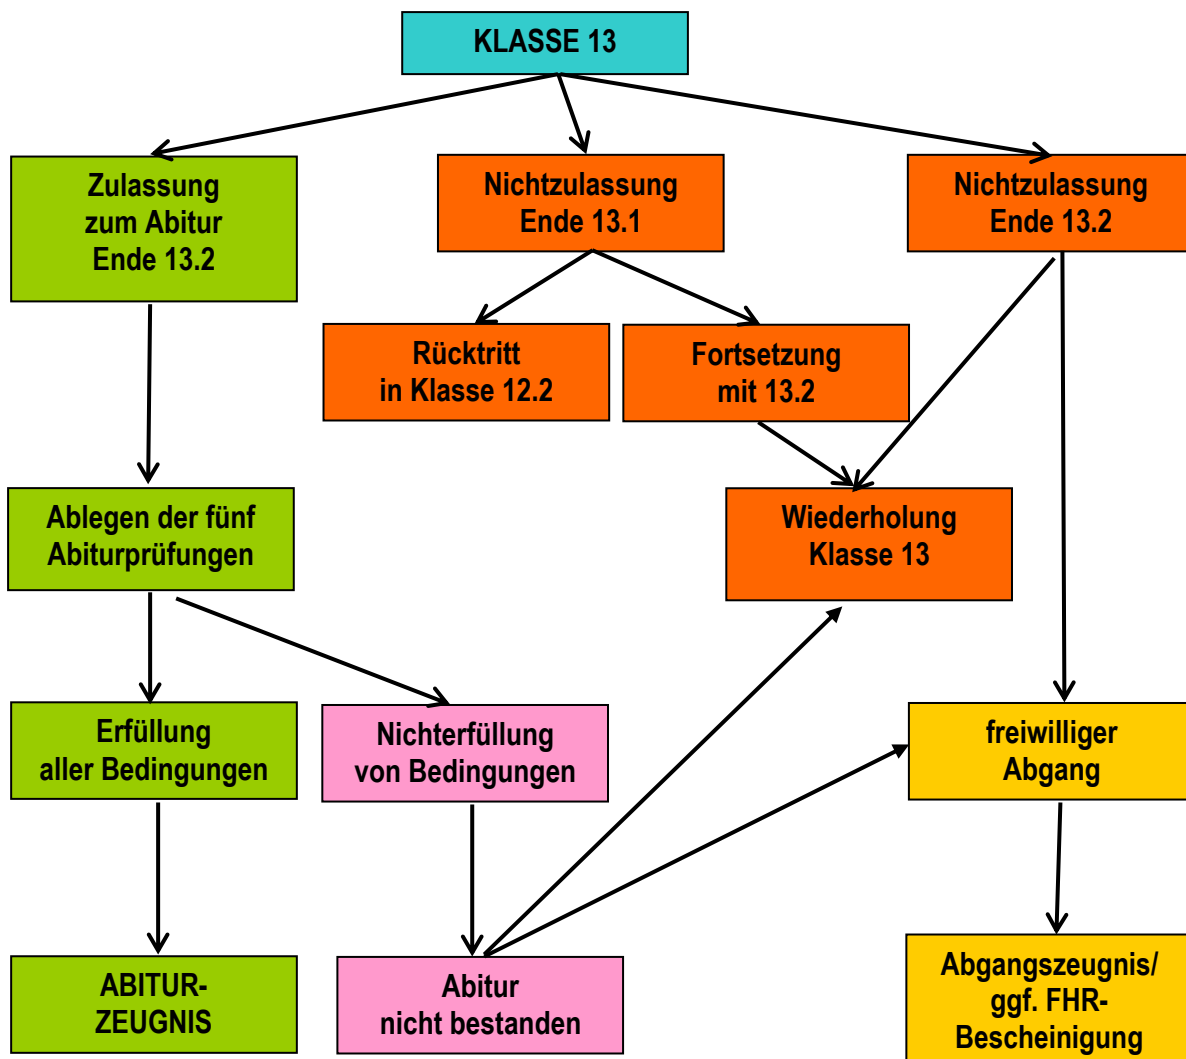 KLASSE 13
Zulassung
zum Abitur
Ende 13.2
Nichtzulassung
Ende 13.1
Nichtzulassung
Ende 13.2
Rücktritt
in Klasse 12.2
Fortsetzung
mit 13.2
Ablegen der fünf
Abiturprüfungen
Wiederholung
Klasse 13
Erfüllung
aller Bedingungen
Nichterfüllung
von Bedingungen
freiwilliger
Abgang
ABITUR-
ZEUGNIS
Abitur
nicht bestanden
Abgangszeugnis/
ggf. FHR-
Bescheinigung